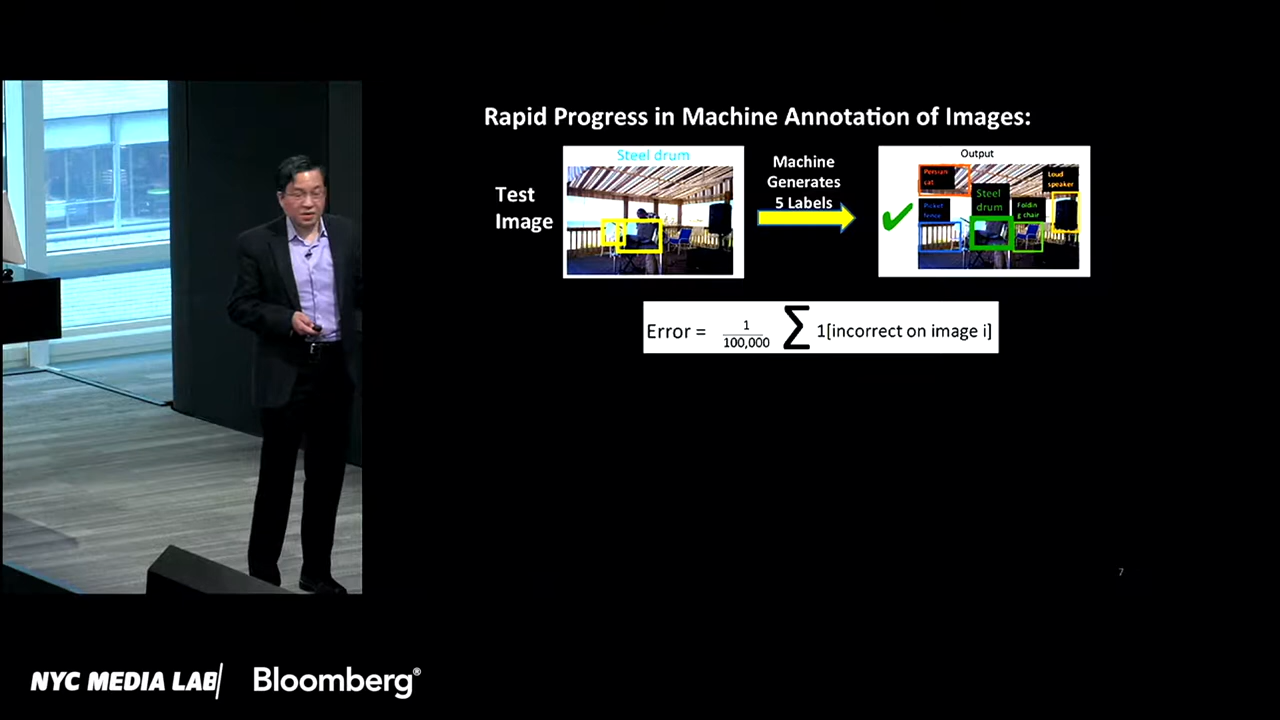 Rapid Progress in Machine Annotation of Images:
Test
Image
Steel drum
Machine
Generates
5 Labels
Output
Persian
cat
Loud
speaker
Steel
drum
Picket
fence
Foldin
g chair
Error = 1/100,000 ∑ 1[incorrect on image i]
7
NYC MEDIA LAB
Bloomberg®